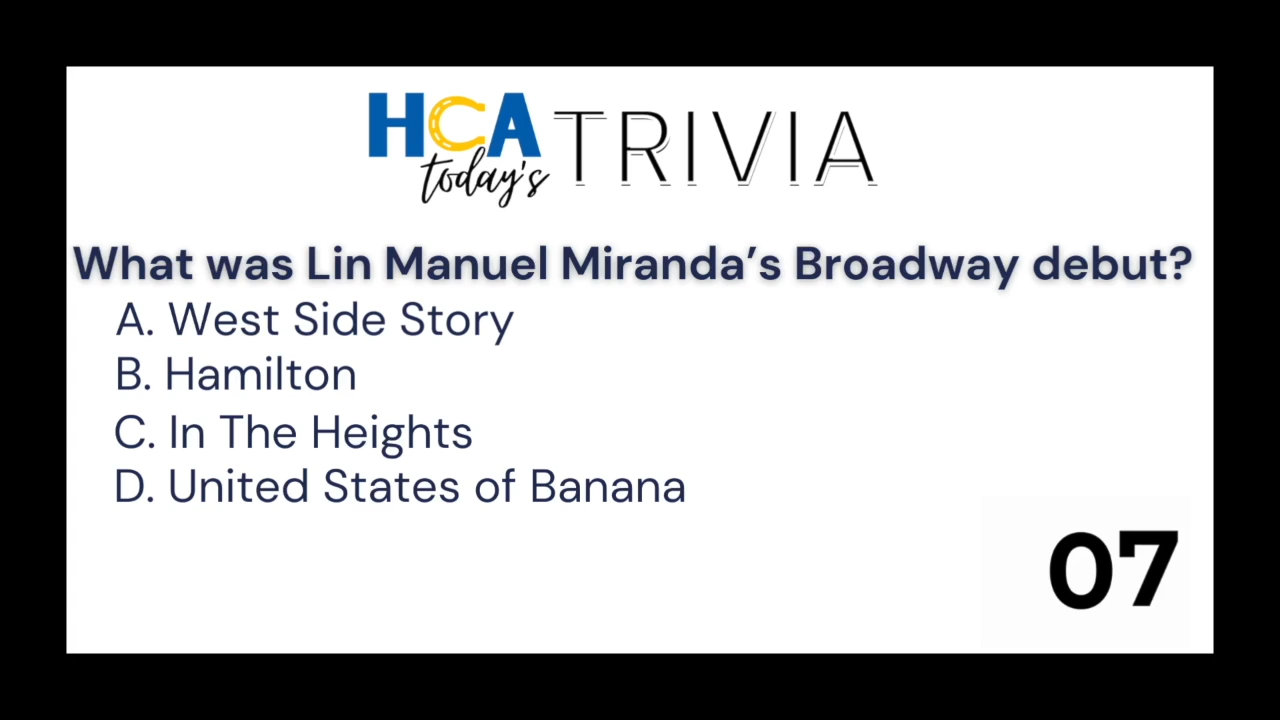 HCA
today's TRIVIA
What was Lin Manuel Miranda’s Broadway debut?
A. West Side Story
B. Hamilton
C. In The Heights
D. United States of Banana
07